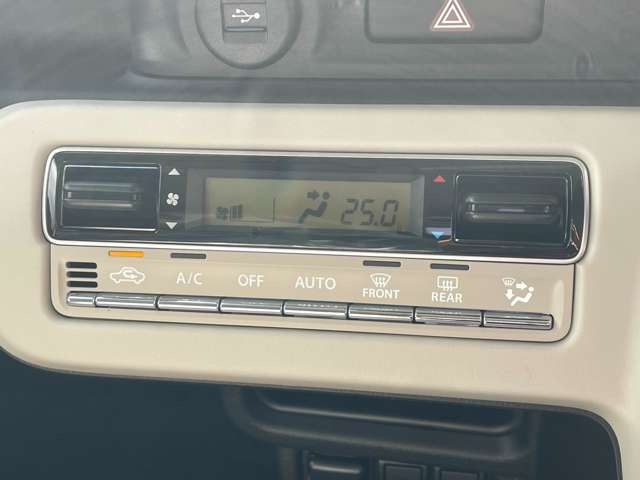 25.0
A/C OFF AUTO FRONT REAR